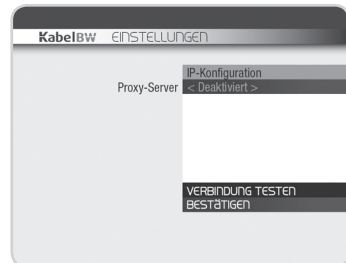 KabelBW EINSTELLUNGEN
IP-Konfiguration
Proxy-Server < Deaktiviert >
VERBINDUNG TESTEN
BESTÄTIGEN